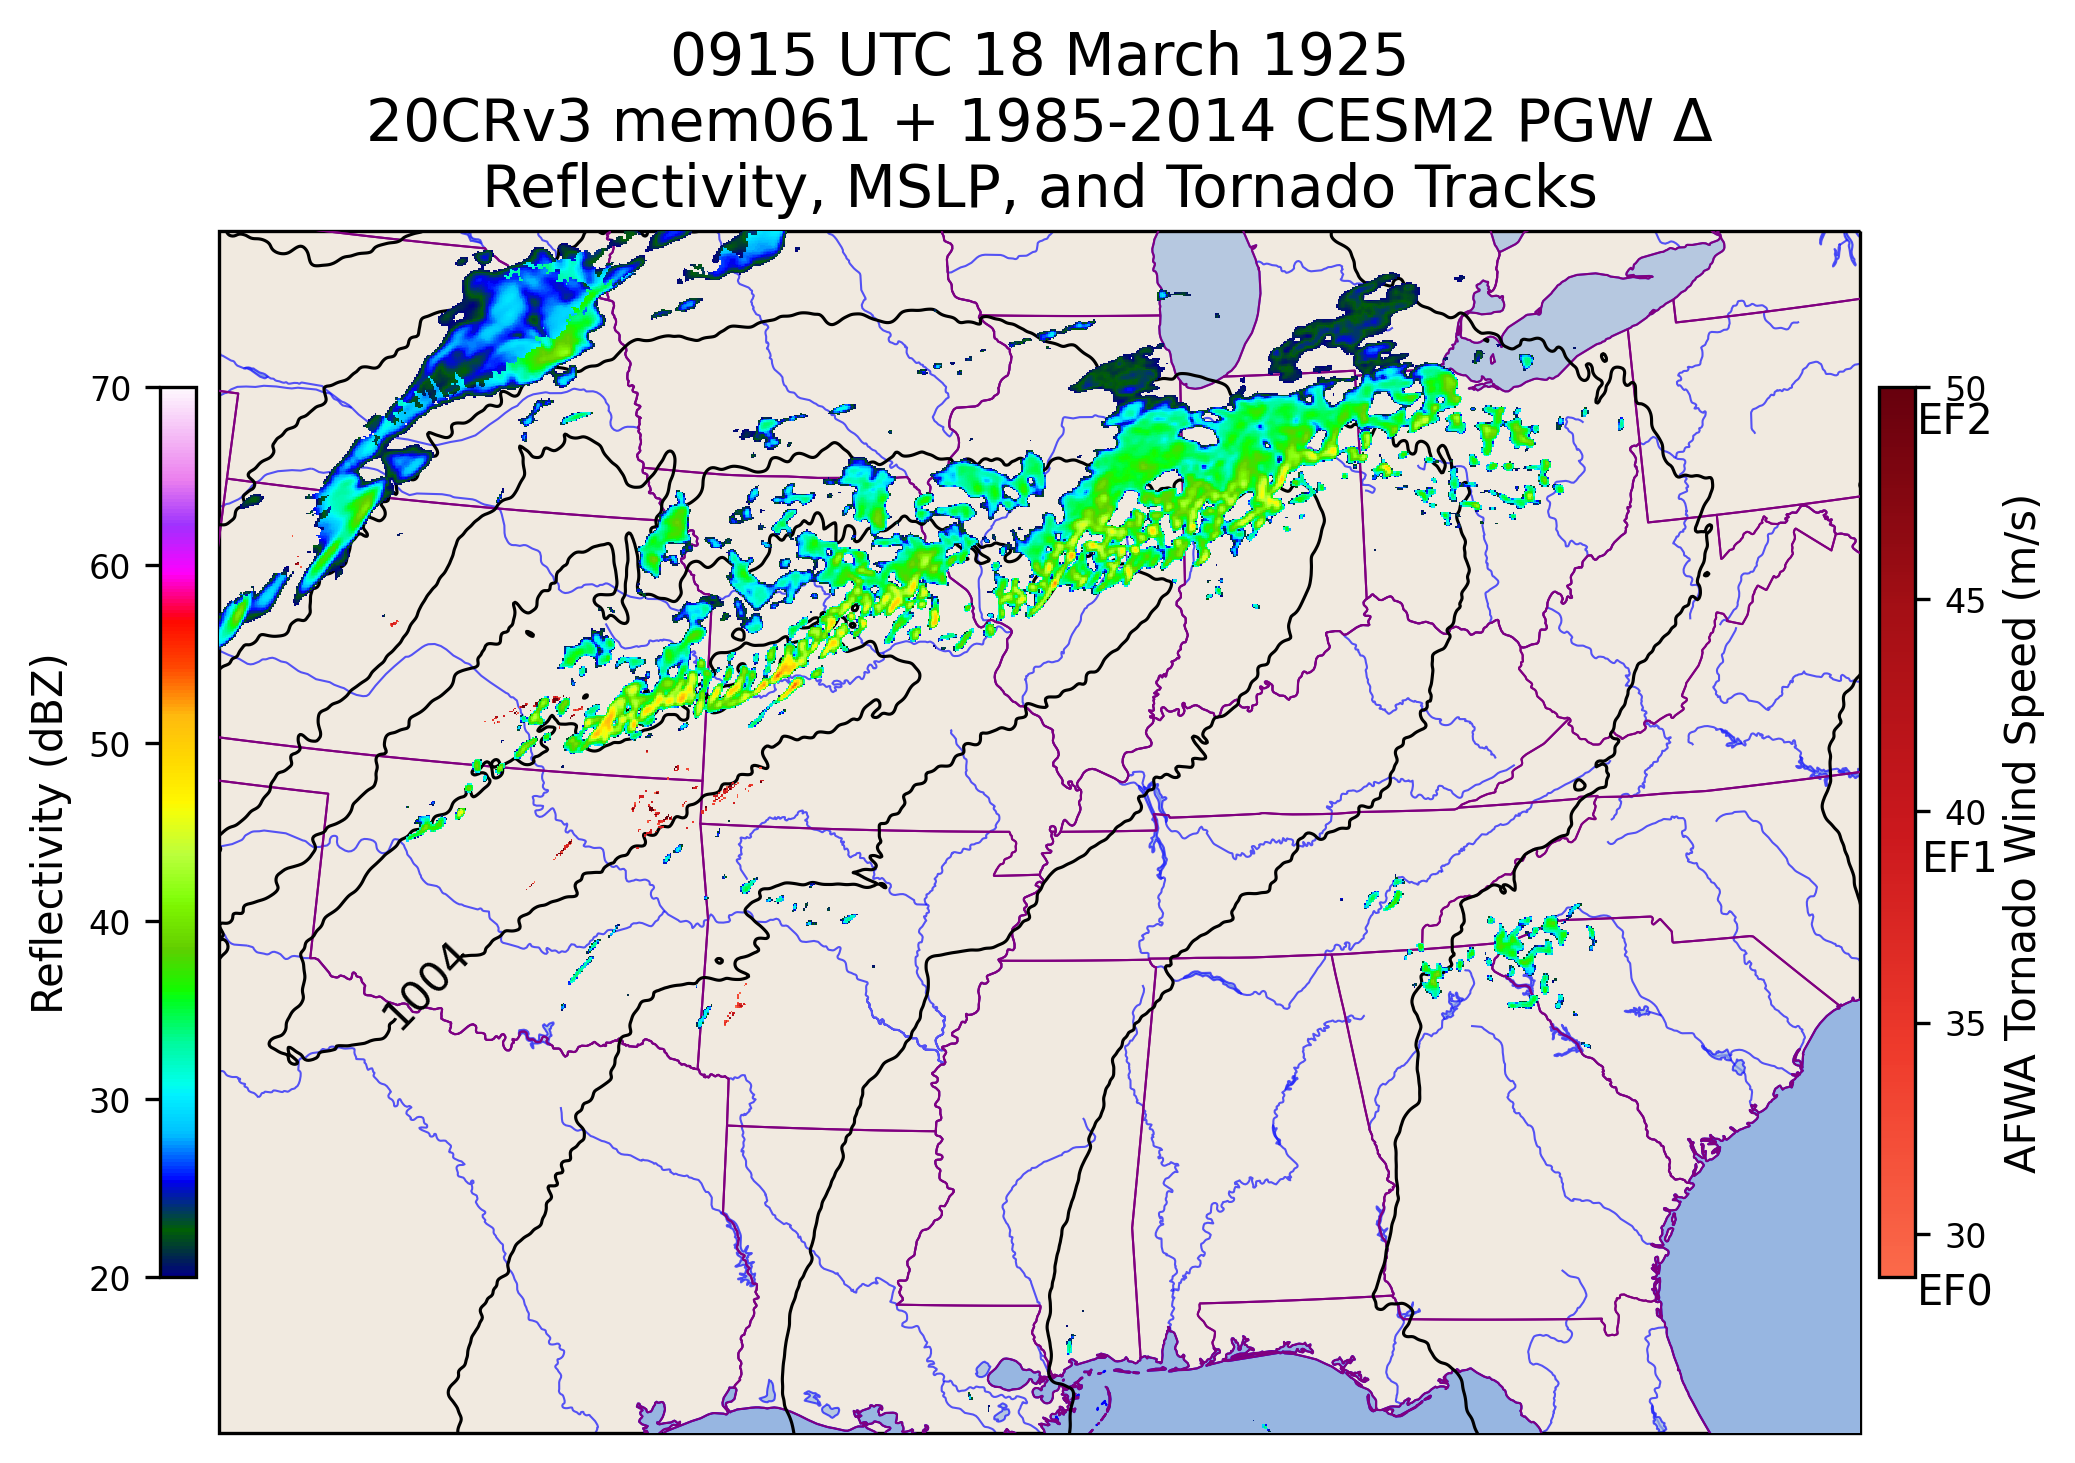 0915 UTC 18 March 1925
20CRv3 mem061 + 1985-2014 CESM2 PGW Δ
Reflectivity, MSLP, and Tornado Tracks
70
60
50
40
30
20
Reflectivity (dBZ)
1004
50
EF2
45
40
EF1
35
30
EF0
AFWA Tornado Wind Speed (m/s)